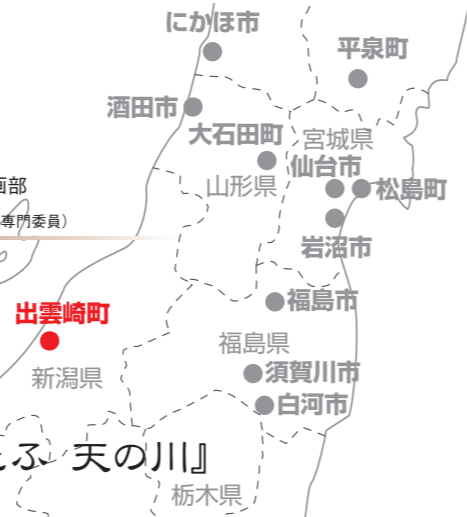 にかほ市
平泉町
酒田市
大石田町
宮城県
仙台市
画部
山形県
松島町
専門委員）
岩沼市
福島市
出雲崎町
福島県
新潟県
須賀川市
白河市
ふ 天の川』
栃木県